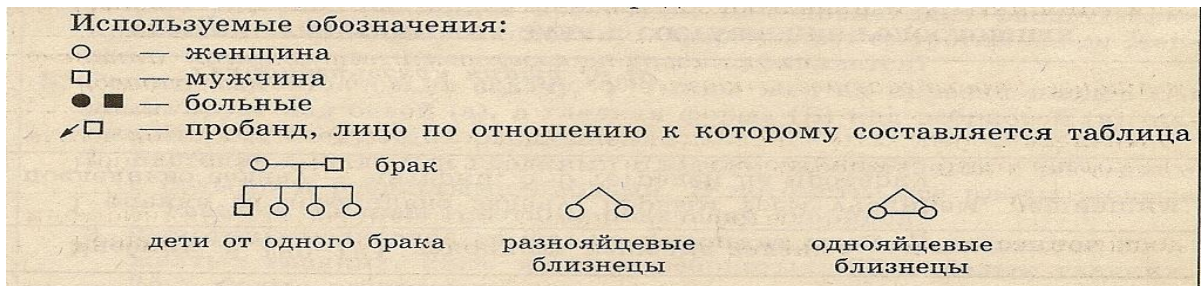 Используемые обозначения:
— женщина
— мужчина
— больные
— пробанд, лицо по отношению к которому составляется таблица
брак
дети от одного брака
разнояйцевые
близнецы
однояйцевые
близнецы